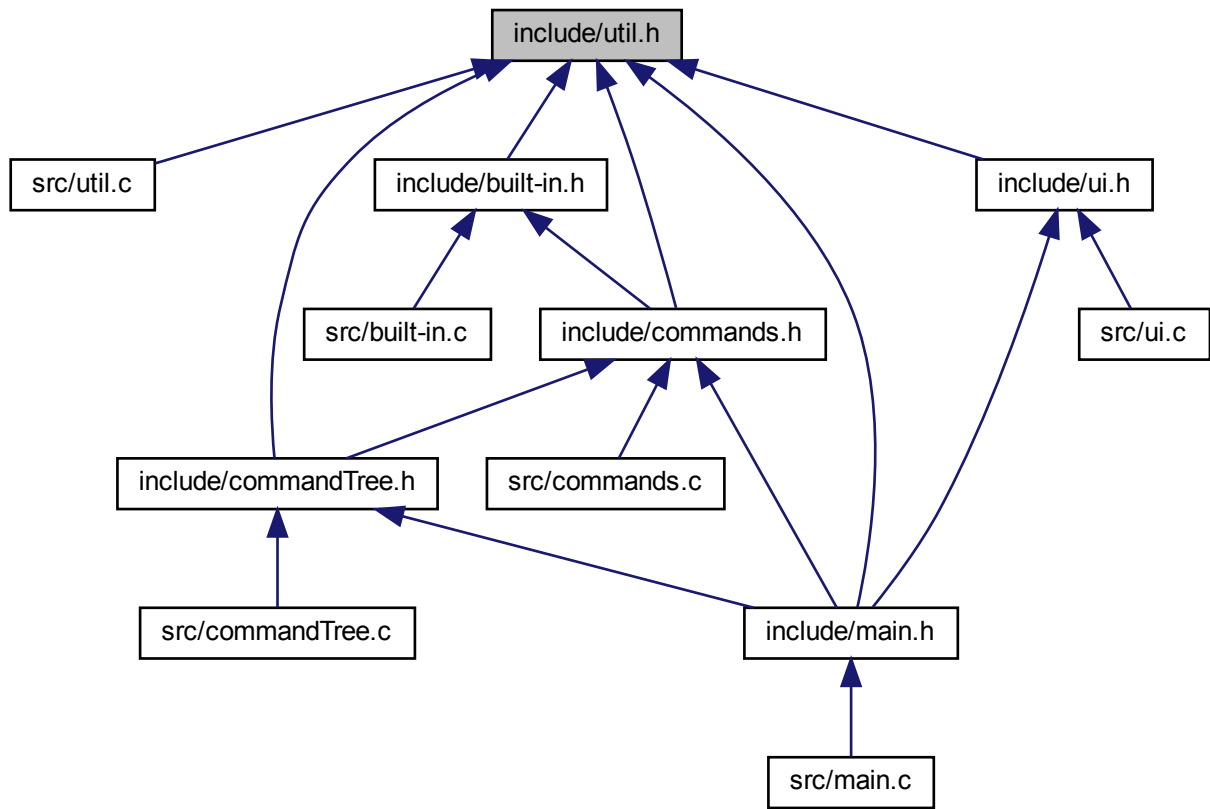 include/util.h
src/util.c
include/built-in.h
include/ui.h
src/built-in.c
include/commands.h
src/ui.c
include/commandTree.h
src/commands.c
src/commandTree.c
include/main.h
src/main.c